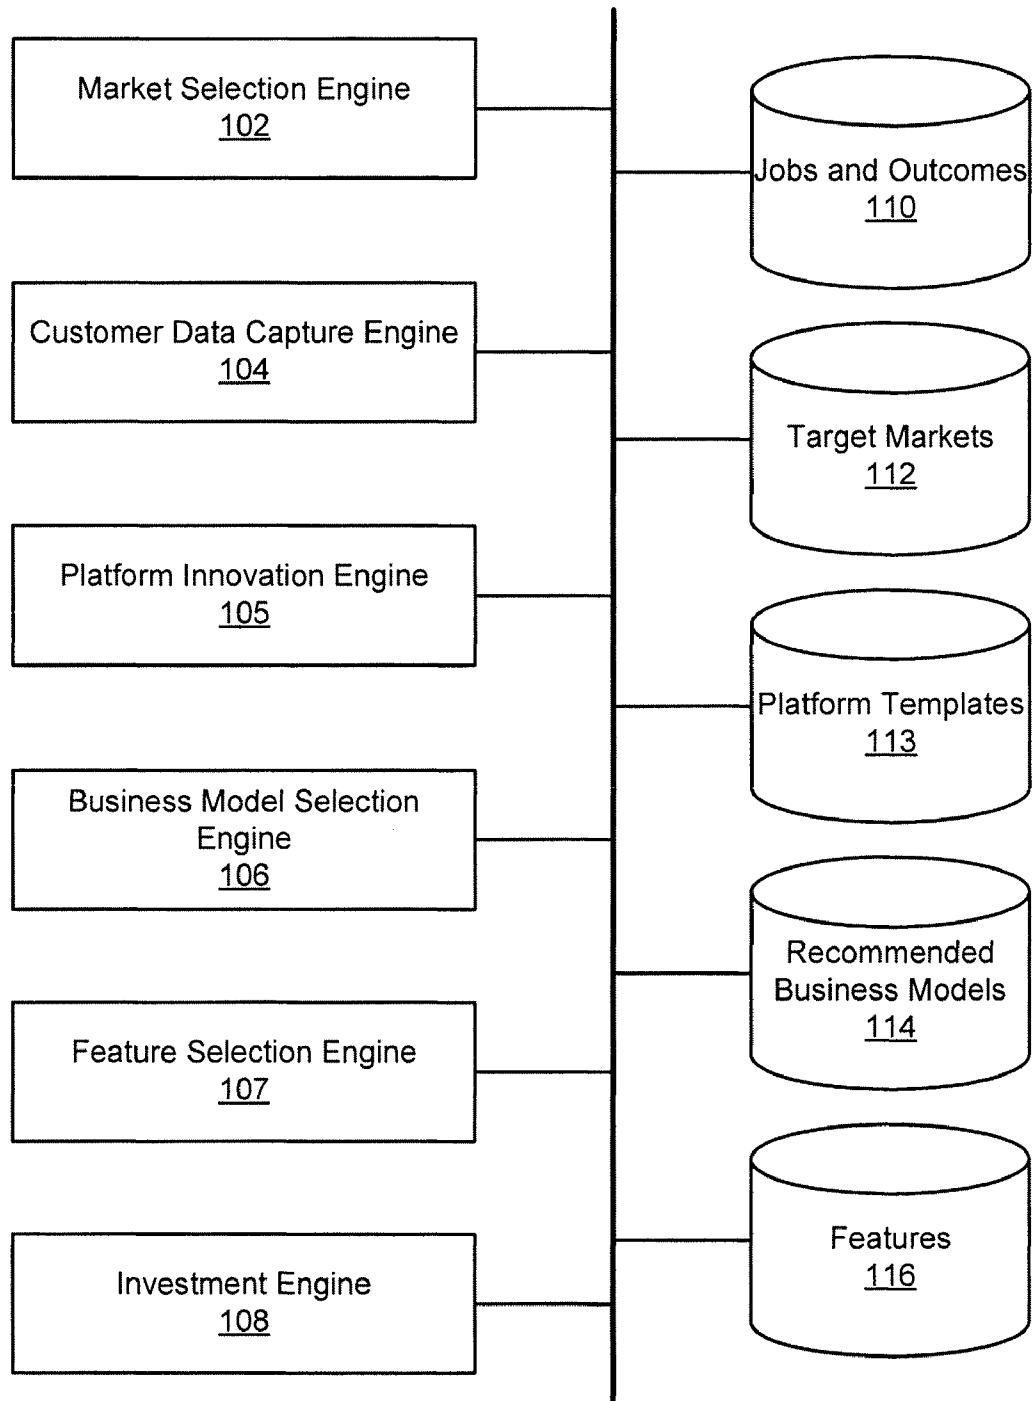 Market Selection Engine
102
Customer Data Capture Engine
104
Platform Innovation Engine
105
Business Model Selection
Engine
106
Feature Selection Engine
107
Investment Engine
108
Jobs and Outcomes
110
Target Markets
112
Platform Templates
113
Recommended
Business Models
114
Features
116